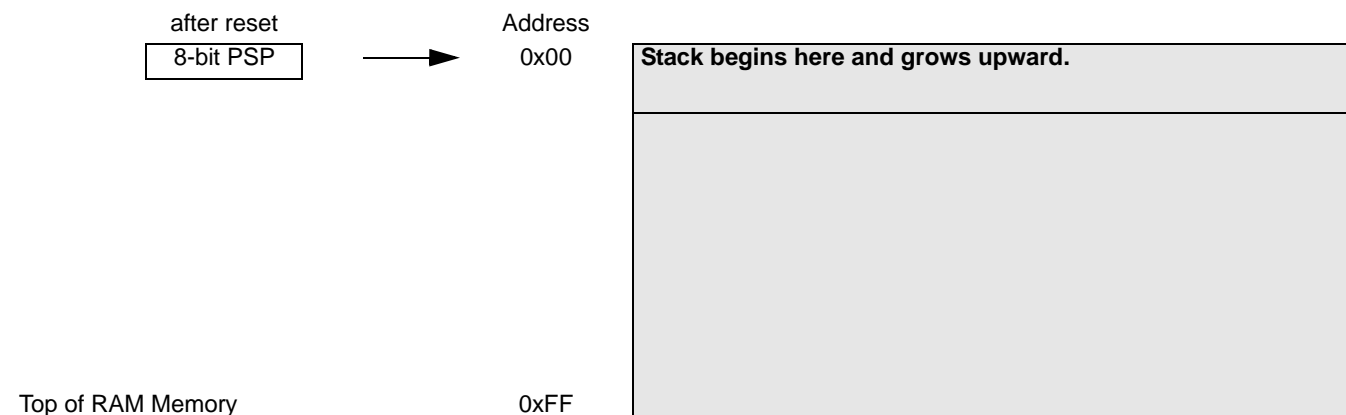 after reset Address
8-bit PSP 0x00 Stack begins here and grows upward.
Top of RAM Memory 0xFF